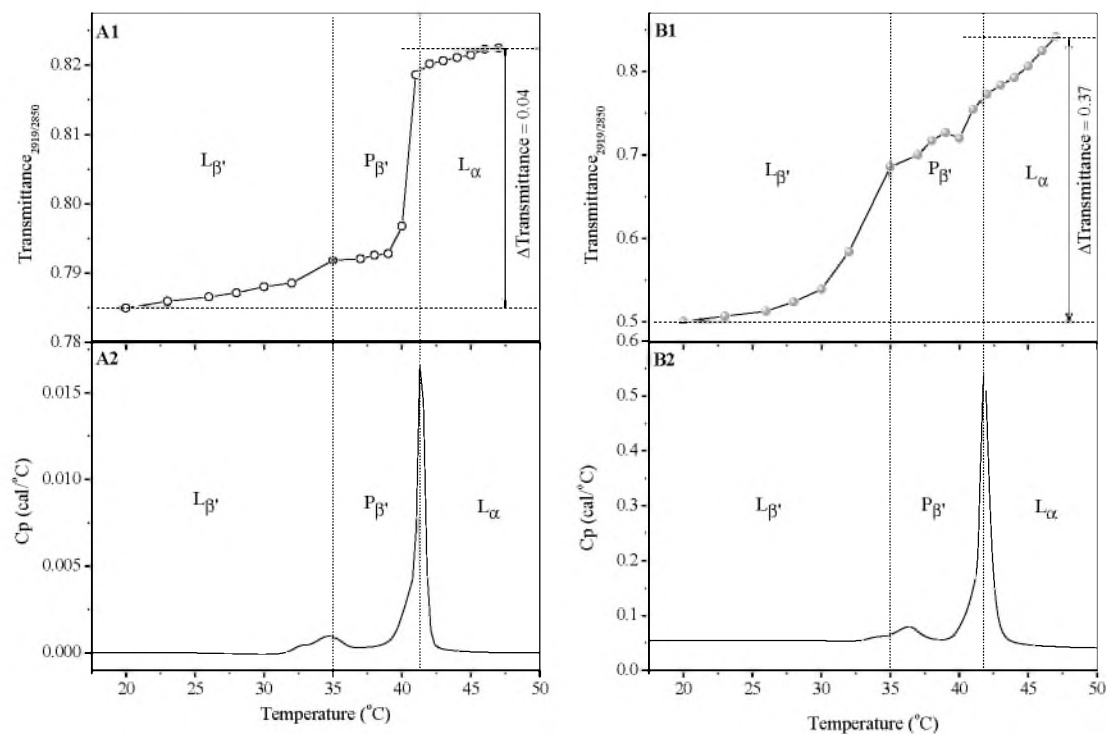 A1
Transmittance2919/2850
0.82
0.81
0.80
0.79
0.78
Lβ'
Pβ'
Lα
ΔTransmittance = 0.04
B1
Transmittance2919/2850
0.8
0.7
0.6
0.5
Lβ'
Pβ'
Lα
ΔTransmittance = 0.37
A2
Cp (cal/°C)
0.015
0.010
0.005
0.000
Lβ'
Pβ'
Lα
20 25 30 35 40 45 50
Temperature (°C)
B2
Cp (cal/°C)
0.6
0.5
0.4
0.3
0.2
0.1
0.0
Lβ'
Pβ'
Lα
20 25 30 35 40 45 50
Temperature (°C)